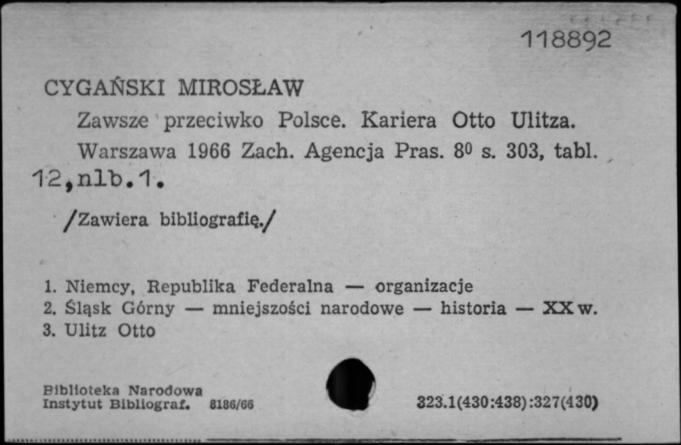 118892
CYGAŃSKI MIROSŁAW
Zawsze przeciwko Polsce. Kariera Otto Ulitza.
Warszawa 1966 Zach. Agencja Pras. 8⁰ s. 303, tabl.
12,nlb.1.
/Zawiera bibliografię./
1. Niemcy, Republika Federalna — organizacje
2. Śląsk Górny — mniejszości narodowe — historia — XX w.
3. Ulitz Otto
Biblioteka Narodowa
Instytut Bibliograf. 8186/66
323.1(430:438):327(430)